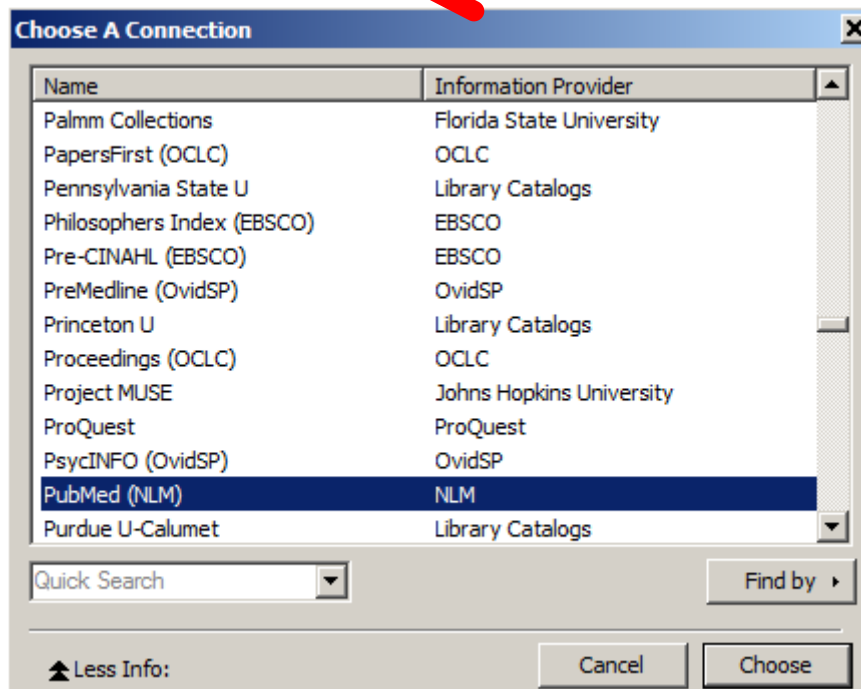 Choose A Connection
Name Information Provider
Palmm Collections Florida State University
PapersFirst (OCLC) OCLC
Pennsylvania State U Library Catalogs
Philosophers Index (EBSCO) EBSCO
Pre-CINAHL (EBSCO) EBSCO
PreMedline (OvidSP) OvidSP
Princeton U Library Catalogs
Proceedings (OCLC) OCLC
Project MUSE Johns Hopkins University
ProQuest ProQuest
PsycINFO (OvidSP) OvidSP
PubMed (NLM) NLM
Purdue U-Calumet Library Catalogs
Quick Search Find by
Less Info: Cancel Choose